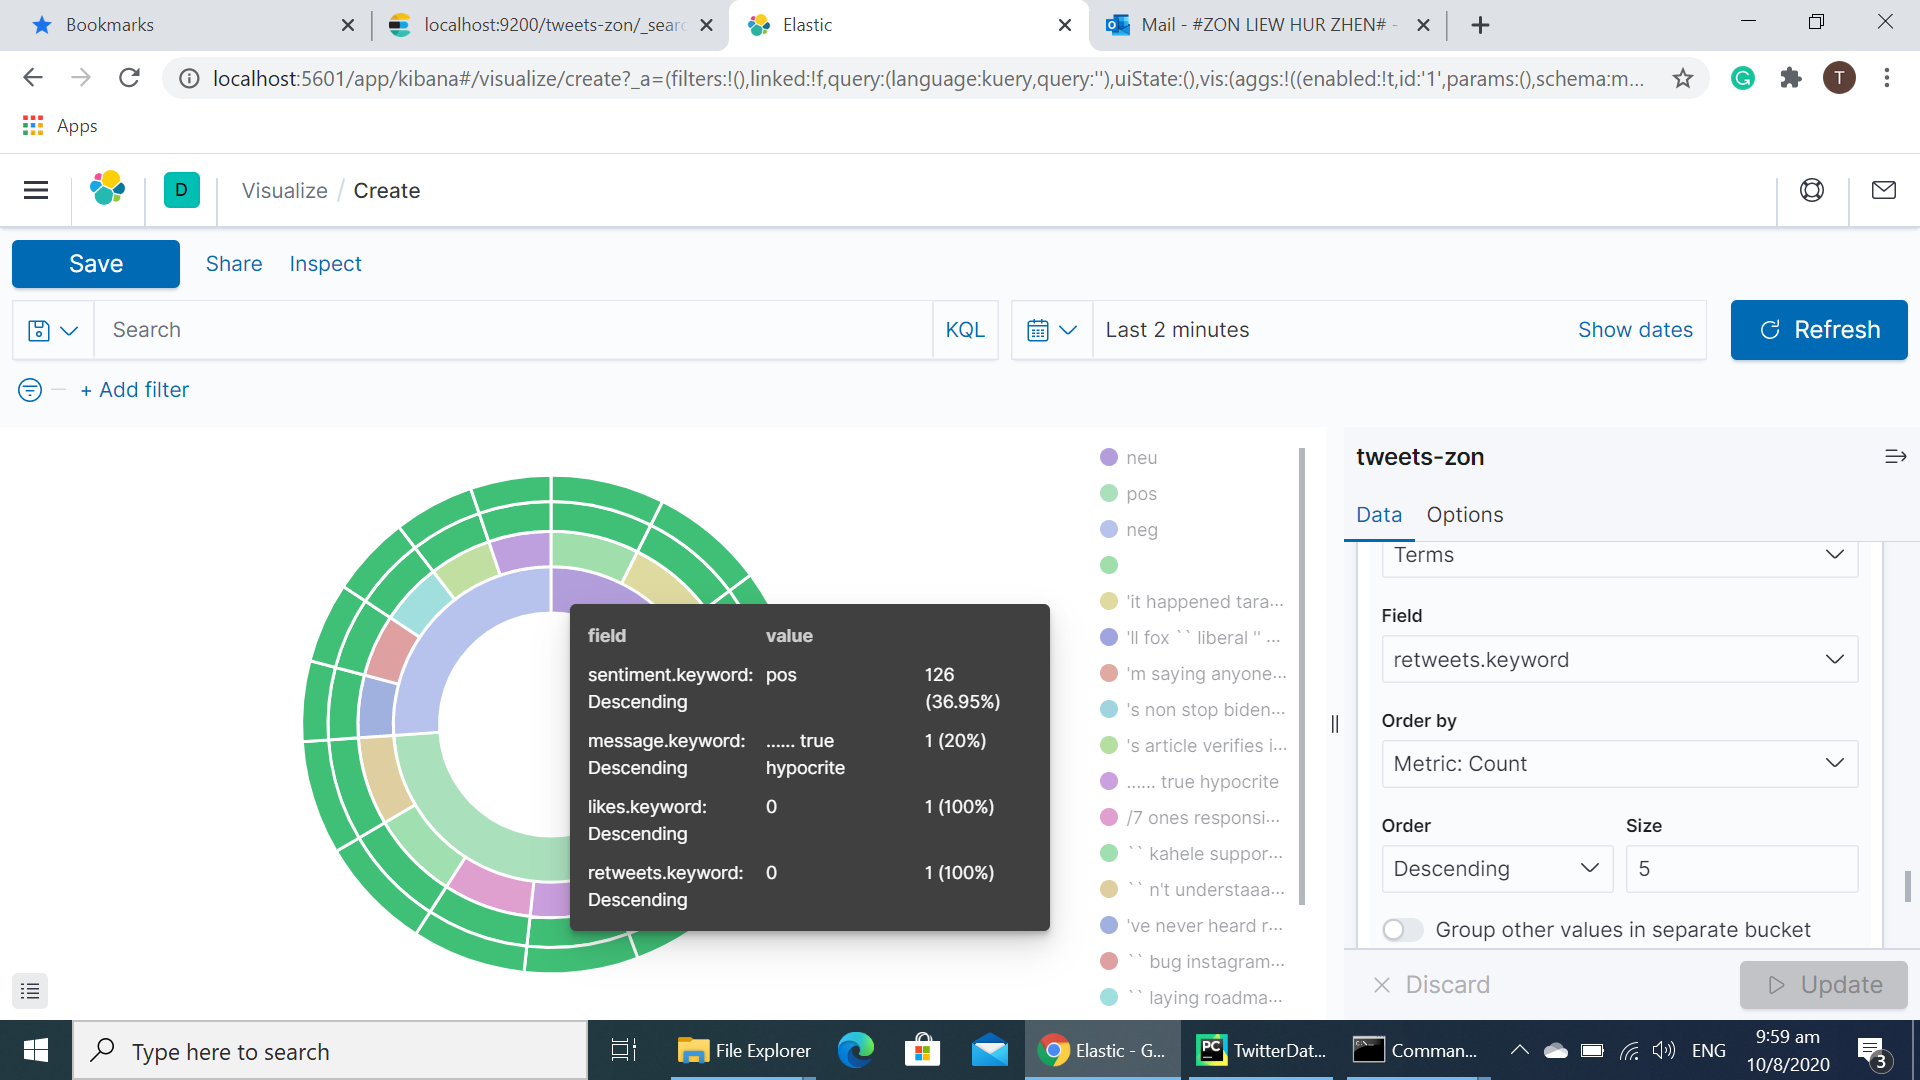 Bookmarks
localhost:9200/tweets-zon/_searc
Elastic
Mail - #ZON LIEW HUR ZHEN# -
localhost:5601/app/kibana#/visualize/create?_a=(filters:!(),linked:!f,query:(language:kuery,query:''),uiState:(),vis:(aggs:!((enabled:!t,id:'1',params:(),schema:m...
T
Apps
D
Visualize / Create
Save
Share
Inspect
Search
KQL
Last 2 minutes
Show dates
Refresh
+ Add filter
neu
pos
neg
'it happened tara...
'll fox `` liberal '' ...
'm saying anyone...
's non stop biden...
's article verifies i...
...... true hypocrite
/7 ones responsi...
`` kahele suppor...
`` n't understaaa...
've never heard r...
`` bug instagram...
`` laying roadma...
field value
sentiment.keyword: Descending pos 126 (36.95%)
message.keyword: Descending ...... true hypocrite 1 (20%)
likes.keyword: Descending 0 1 (100%)
retweets.keyword: Descending 0 1 (100%)
tweets-zon
Data
Options
Terms
Field
retweets.keyword
Order by
Metric: Count
Order
Size
Descending
5
Group other values in separate bucket
Discard
Update
Type here to search
File Explorer
Elastic - G...
PC
TwitterDat...
Comman...
ENG
9:59 am
10/8/2020
3